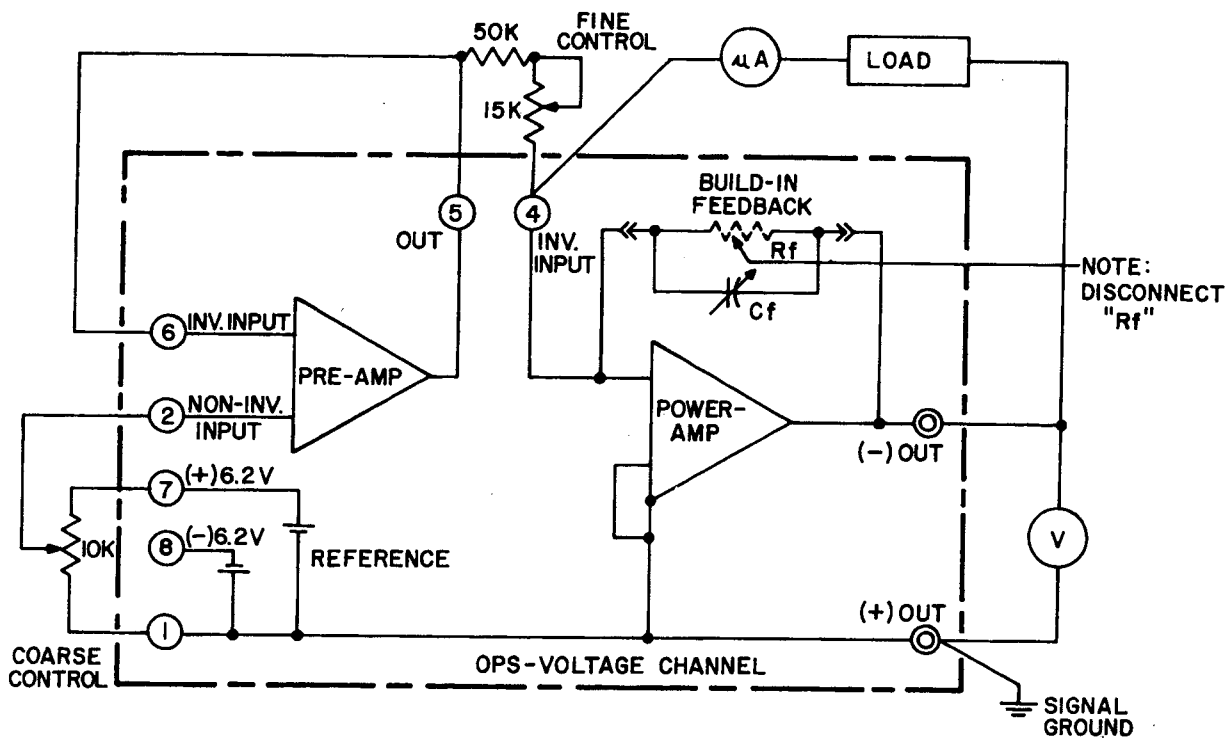 50K
FINE
CONTROL
μA
LOAD
15K
BUILD-IN
FEEDBACK
5
4
OUT
INV.
INPUT
Rf
Cf
NOTE:
DISCONNECT
"Rf"
6
INV. INPUT
PRE-AMP
2
NON-INV.
INPUT
POWER-
AMP
(-) OUT
7
(+)6.2V
10K
8
(-)6.2V
REFERENCE
V
1
(+) OUT
COARSE
CONTROL
OPS-VOLTAGE CHANNEL
SIGNAL
GROUND